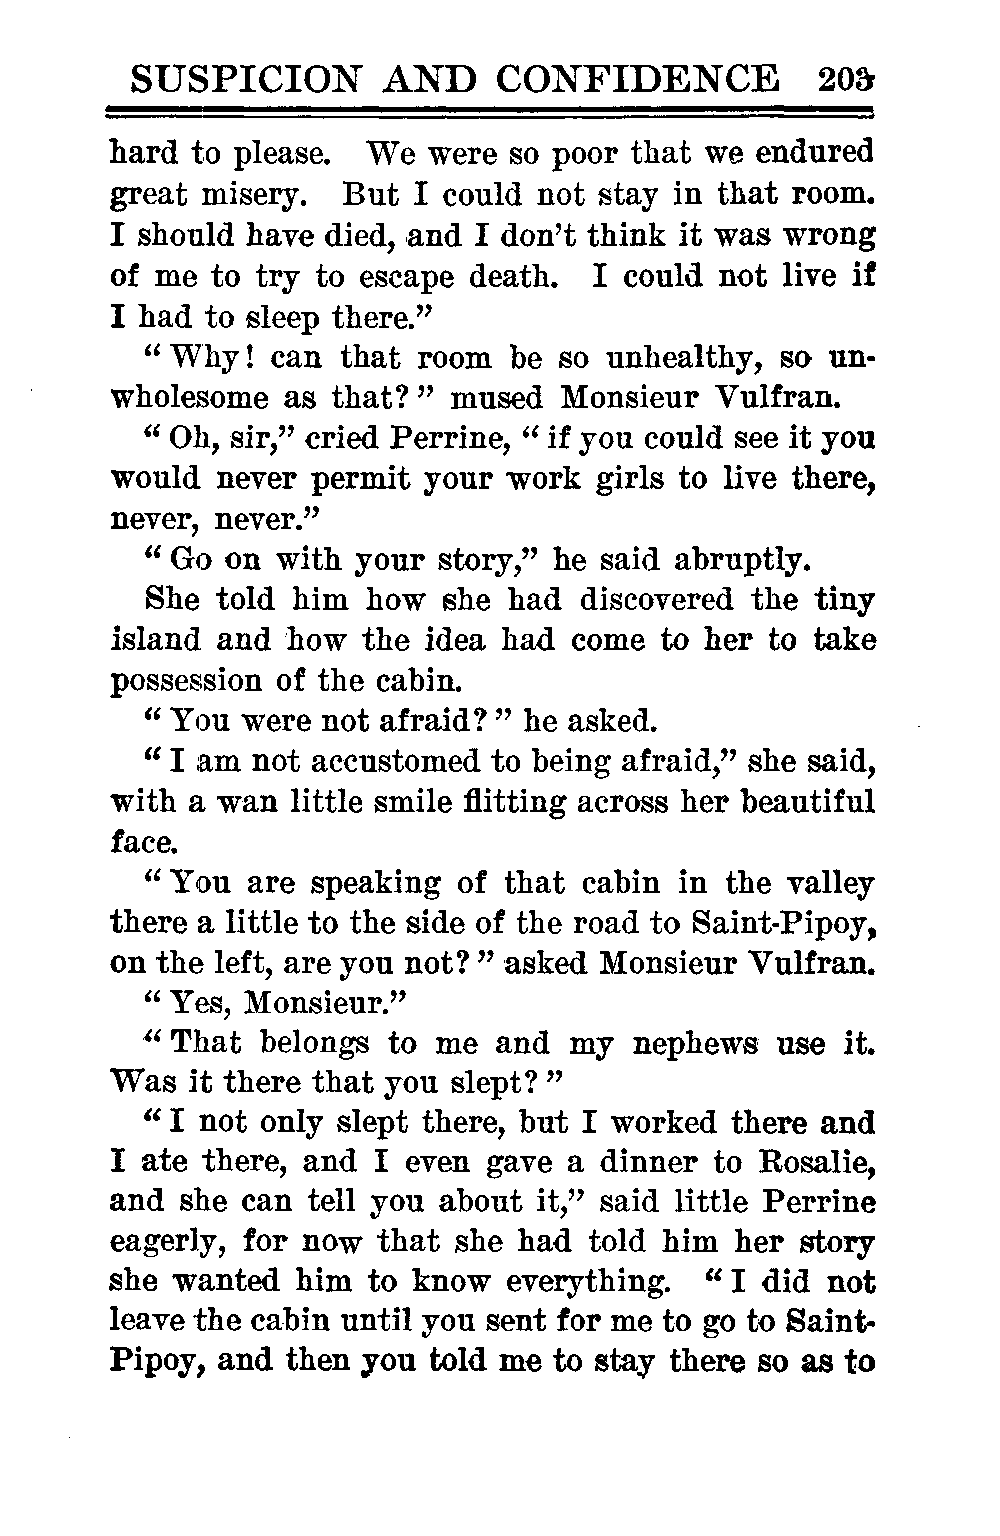 SUSPICION AND CONFIDENCE 203
hard to please. We were so poor that we endured
great misery. But I could not stay in that room.
I should have died, and I don't think it was wrong
of me to try to escape death. I could not live if
I had to sleep there."
" Why! can that room be so unhealthy, so un-
wholesome as that? " mused Monsieur Vulfran.
" Oh, sir," cried Perrine, " if you could see it you
would never permit your work girls to live there,
never, never."
" Go on with your story," he said abruptly.
She told him how she had discovered the tiny
island and how the idea had come to her to take
possession of the cabin.
" You were not afraid? " he asked.
" I am not accustomed to being afraid," she said,
with a wan little smile flitting across her beautiful
face.
" You are speaking of that cabin in the valley
there a little to the side of the road to Saint-Pipoy,
on the left, are you not? " asked Monsieur Vulfran.
" Yes, Monsieur."
" That belongs to me and my nephews use it.
Was it there that you slept? "
" I not only slept there, but I worked there and
I ate there, and I even gave a dinner to Rosalie,
and she can tell you about it," said little Perrine
eagerly, for now that she had told him her story
she wanted him to know everything. " I did not
leave the cabin until you sent for me to go to Saint-
Pipoy, and then you told me to stay there so as to